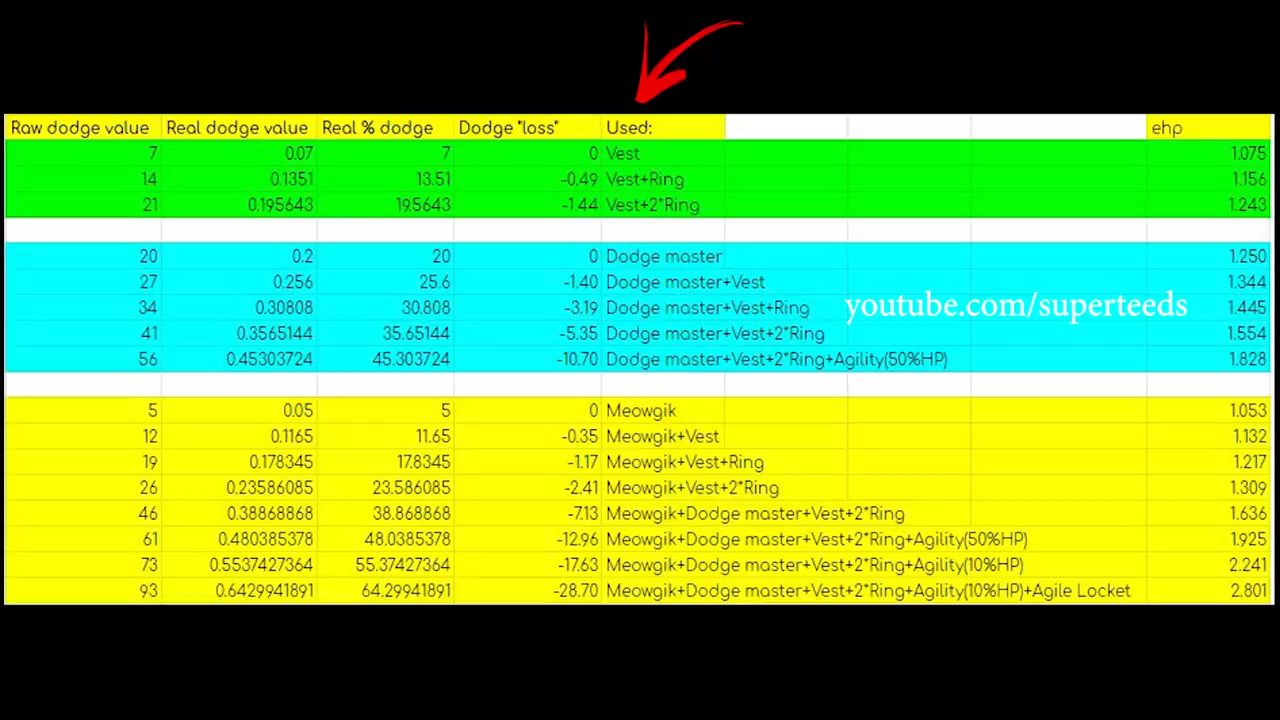 Raw dodge value Real dodge value Real % dodge Dodge "loss" Used: ehp
7 0.07 7 0 Vest 1.075
14 0.1351 13.51 -0.49 Vest+Ring 1.156
21 0.195643 19.5643 -1.44 Vest+2*Ring 1.243
20 0.2 20 0 Dodge master 1.250
27 0.256 25.6 -1.40 Dodge master+Vest 1.344
34 0.30808 30.808 -3.19 Dodge master+Vest+Ring 1.445
youtube.com/superteeds
41 0.3565144 35.65144 -5.35 Dodge master+Vest+2*Ring 1.554
56 0.45303724 45.303724 -10.70 Dodge master+Vest+2*Ring+Agility(50%HP) 1.828
5 0.05 5 0 Meowgik 1.053
12 0.1165 11.65 -0.35 Meowgik+Vest 1.132
19 0.178345 17.8345 -1.17 Meowgik+Vest+Ring 1.217
26 0.23586085 23.586085 -2.41 Meowgik+Vest+2*Ring 1.309
46 0.38868868 38.868868 -7.13 Meowgik+Dodge master+Vest+2*Ring 1.636
61 0.480385378 48.0385378 -12.96 Meowgik+Dodge master+Vest+2*Ring+Agility(50%HP) 1.925
73 0.5537427364 55.37427364 -17.63 Meowgik+Dodge master+Vest+2*Ring+Agility(10%HP) 2.241
93 0.6429941891 64.29941891 -28.70 Meowgik+Dodge master+Vest+2*Ring+Agility(10%HP)+Agile Locket 2.801